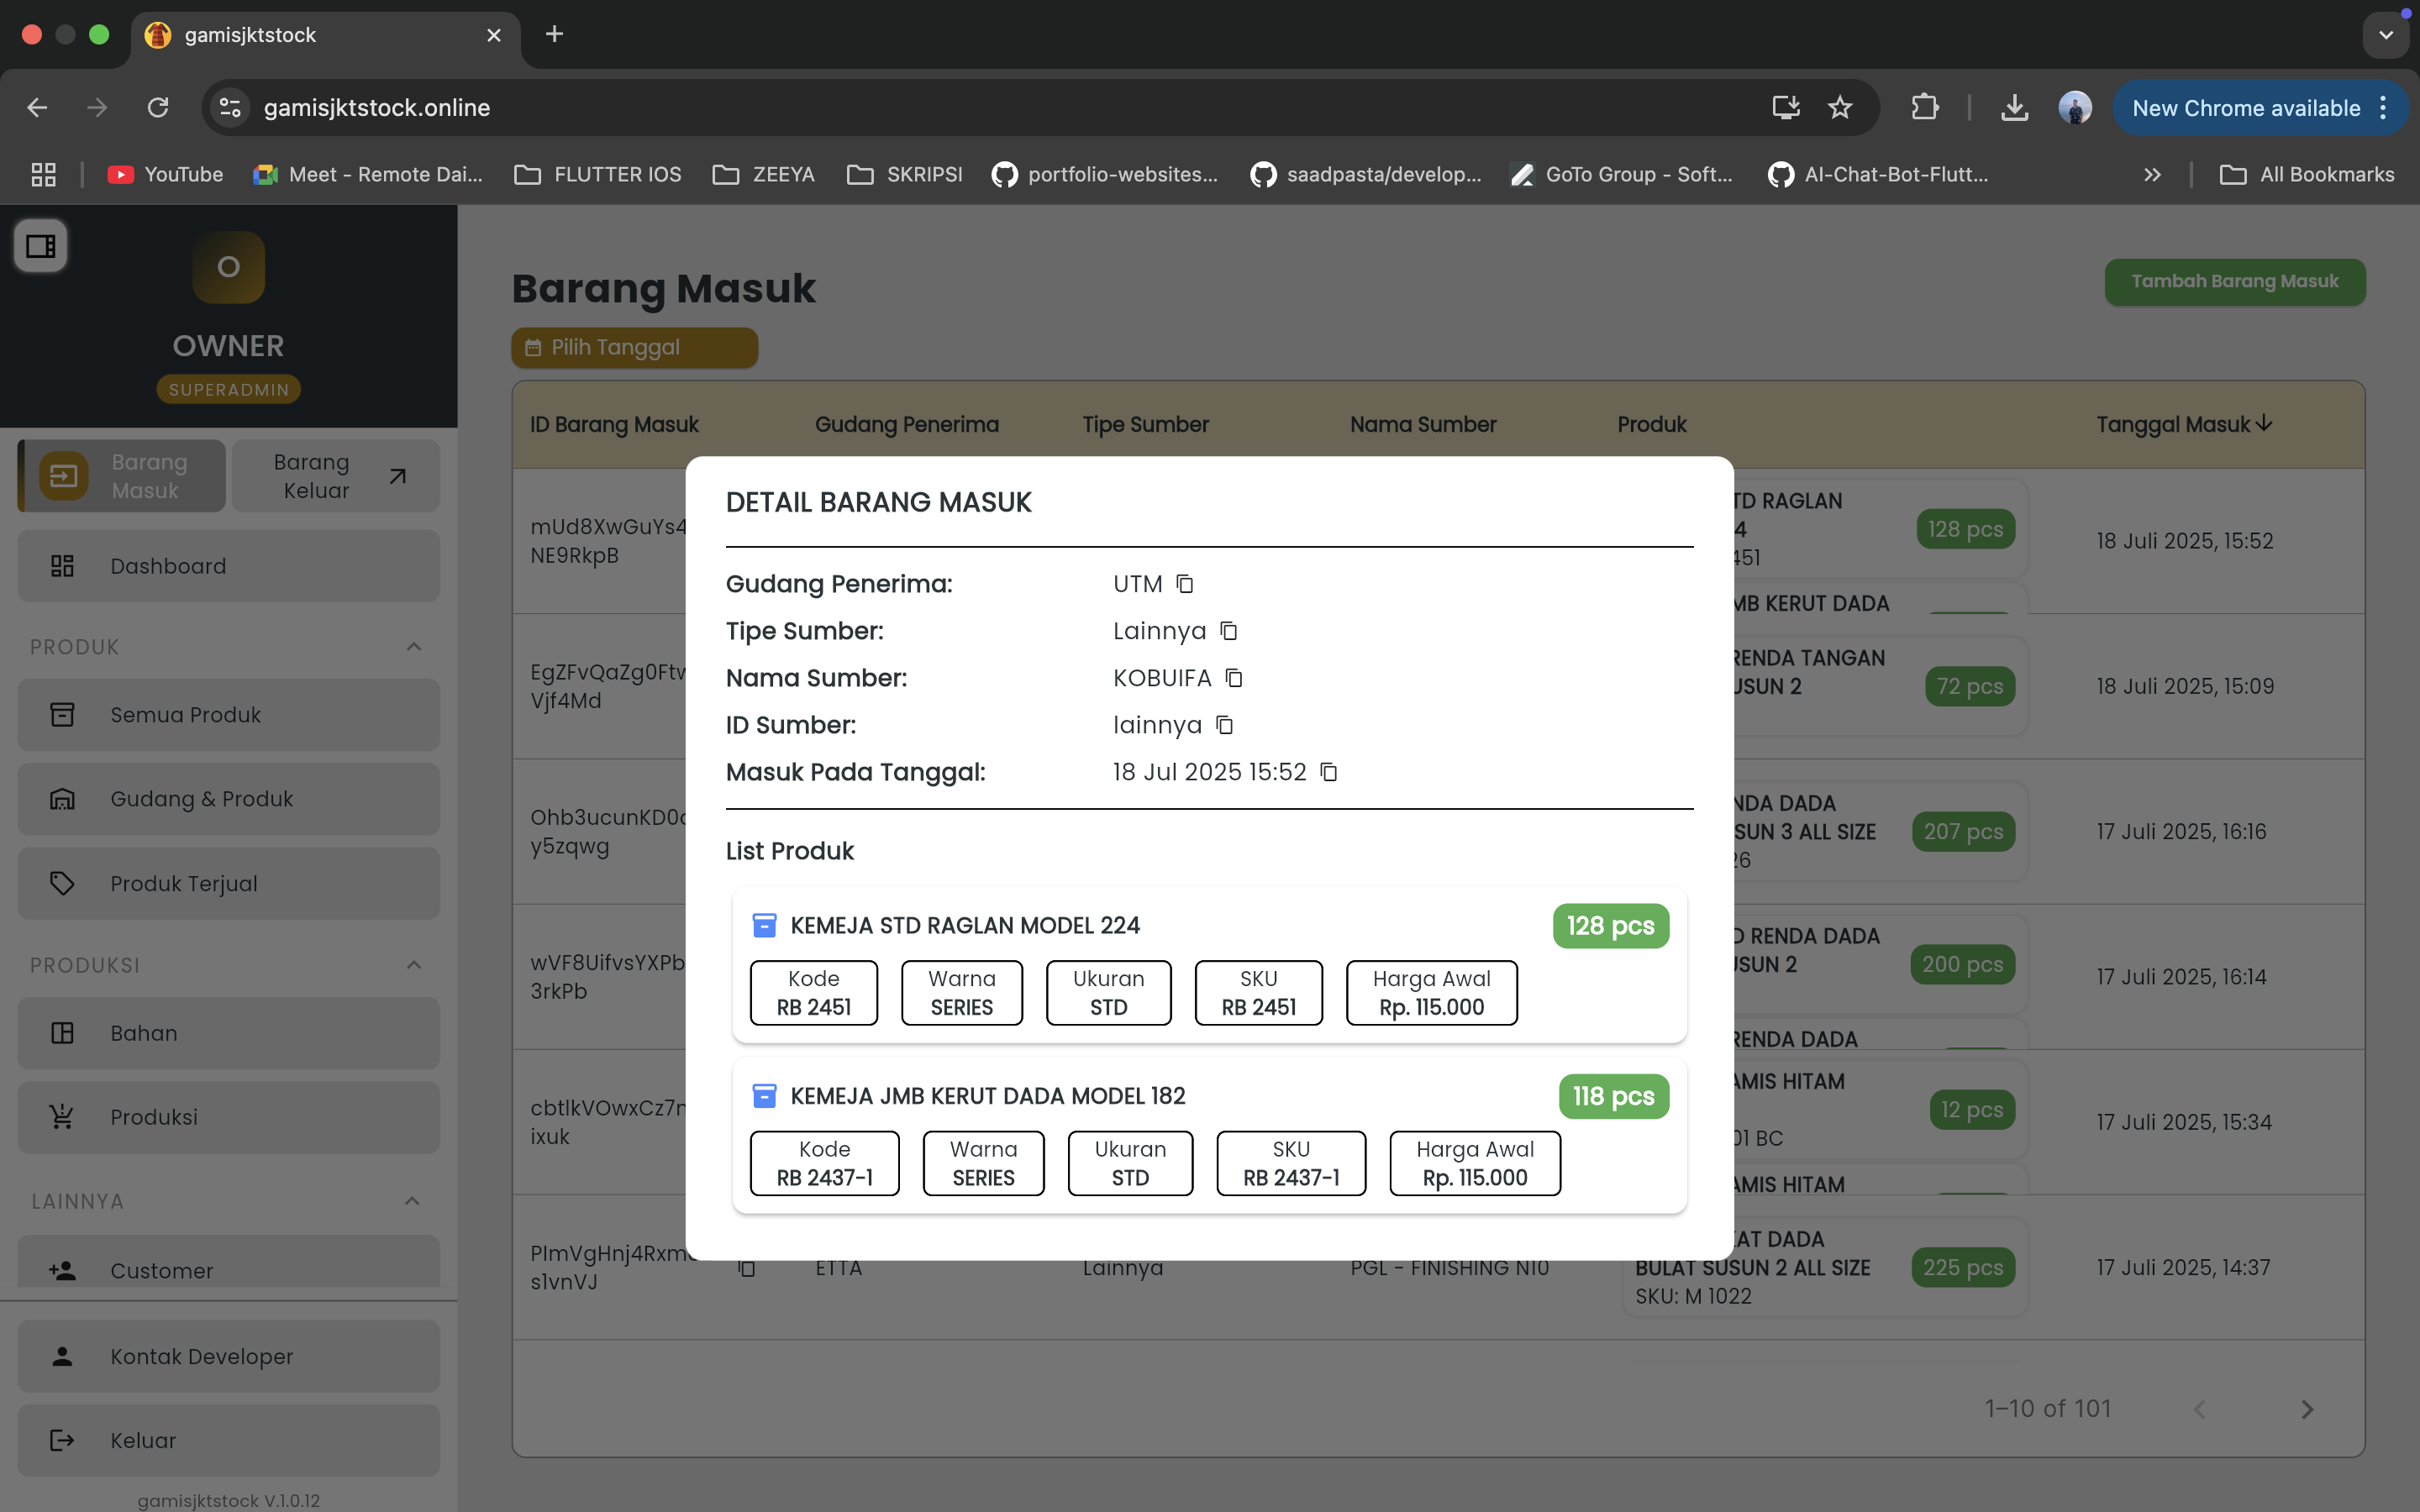 gamisjktstock
gamisjktstock.online
New Chrome available
YouTube
Meet - Remote Dai...
FLUTTER IOS
ZEEYA
SKRIPSI
portfolio-websites...
saadpasta/develop...
GoTo Group - Soft...
AI-Chat-Bot-Flutt...
All Bookmarks
O
OWNER
SUPERADMIN
Barang
Masuk
Barang
Keluar
Dashboard
PRODUK
Semua Produk
Gudang & Produk
Produk Terjual
PRODUKSI
Bahan
Produksi
LAINNYA
Customer
Kontak Developer
Keluar
gamisjktstock V.1.0.12
Barang Masuk
Tambah Barang Masuk
Pilih Tanggal
ID Barang Masuk Gudang Penerima Tipe Sumber Nama Sumber Produk Tanggal Masuk
mUd8XwGuYs4
NE9RkpB
TD RAGLAN
4
451
128 pcs
18 Juli 2025, 15:52
MB KERUT DADA
EgZFvQaZg0Ftw
Vjf4Md
RENDA TANGAN
USUN 2
72 pcs
18 Juli 2025, 15:09
Ohb3ucunKD0
y5zqwg
NDA DADA
SUN 3 ALL SIZE
26
207 pcs
17 Juli 2025, 16:16
wVF8UifvsYXPb
3rkPb
D RENDA DADA
USUN 2
200 pcs
17 Juli 2025, 16:14
RENDA DADA
cbtlkVOwxCz7
ixuk
AMIS HITAM
01 BC
12 pcs
17 Juli 2025, 15:34
AMIS HITAM
PImVgHnj4Rxm
s1vnVJ
ETTA
Lainnya
PGL - FINISHING N10
KAT DADA
BULAT SUSUN 2 ALL SIZE
SKU: M 1022
225 pcs
17 Juli 2025, 14:37
1–10 of 101
DETAIL BARANG MASUK
Gudang Penerima: UTM
Tipe Sumber: Lainnya
Nama Sumber: KOBUIFA
ID Sumber: lainnya
Masuk Pada Tanggal: 18 Jul 2025 15:52
List Produk
KEMEJA STD RAGLAN MODEL 224
128 pcs
Kode Warna Ukuran SKU Harga Awal
RB 2451 SERIES STD RB 2451 Rp. 115.000
KEMEJA JMB KERUT DADA MODEL 182
118 pcs
Kode Warna Ukuran SKU Harga Awal
RB 2437-1 SERIES STD RB 2437-1 Rp. 115.000